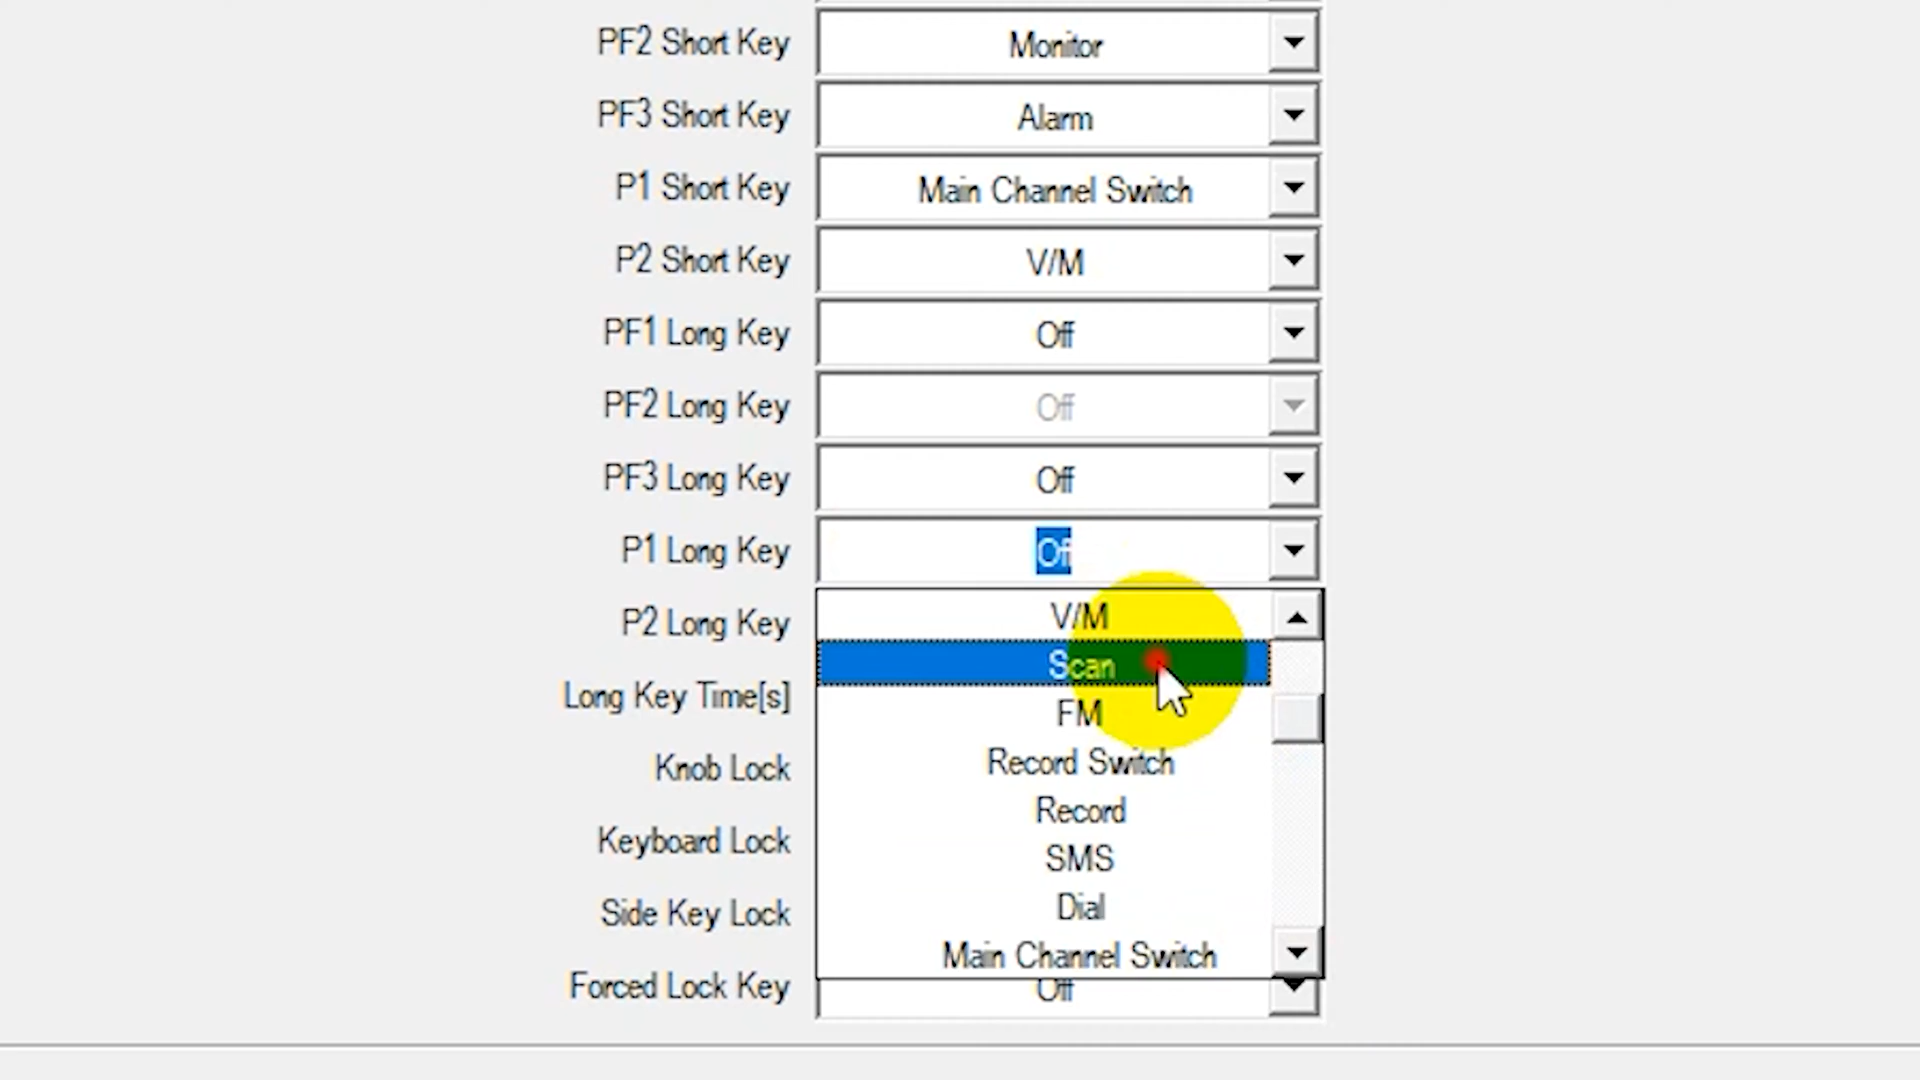 PF2 Short Key Monitor
PF3 Short Key Alarm
P1 Short Key Main Channel Switch
P2 Short Key V/M
PF1 Long Key Off
PF2 Long Key Off
PF3 Long Key Off
P1 Long Key Off
P2 Long Key V/M
Scan
Long Key Time[s] FM
Knob Lock Record Switch
Record
Keyboard Lock SMS
Side Key Lock Dial
Main Channel Switch
Forced Lock Key Off